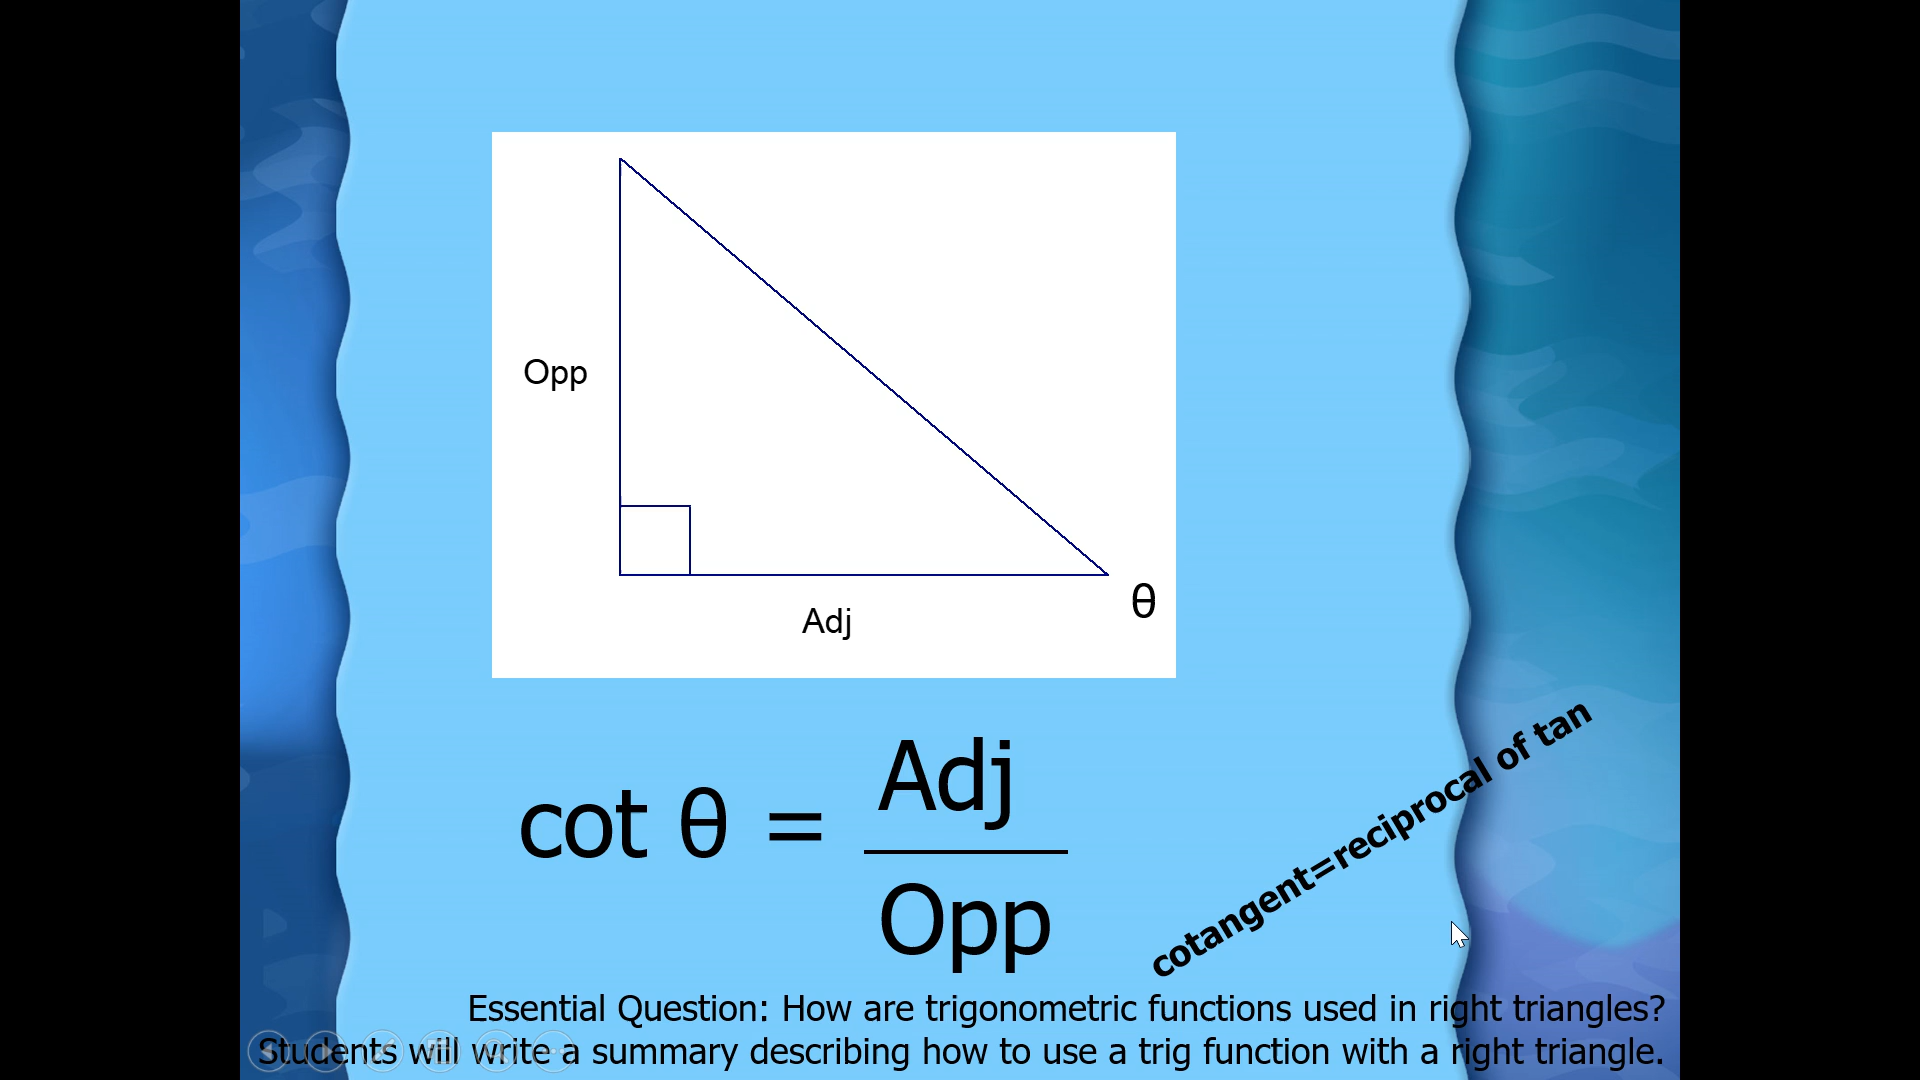 Opp
Adj
θ
cot θ = Adj
Opp
cotangent=reciprocal of tan
Essential Question: How are trigonometric functions used in right triangles?
Students will write a summary describing how to use a trig function with a right triangle.